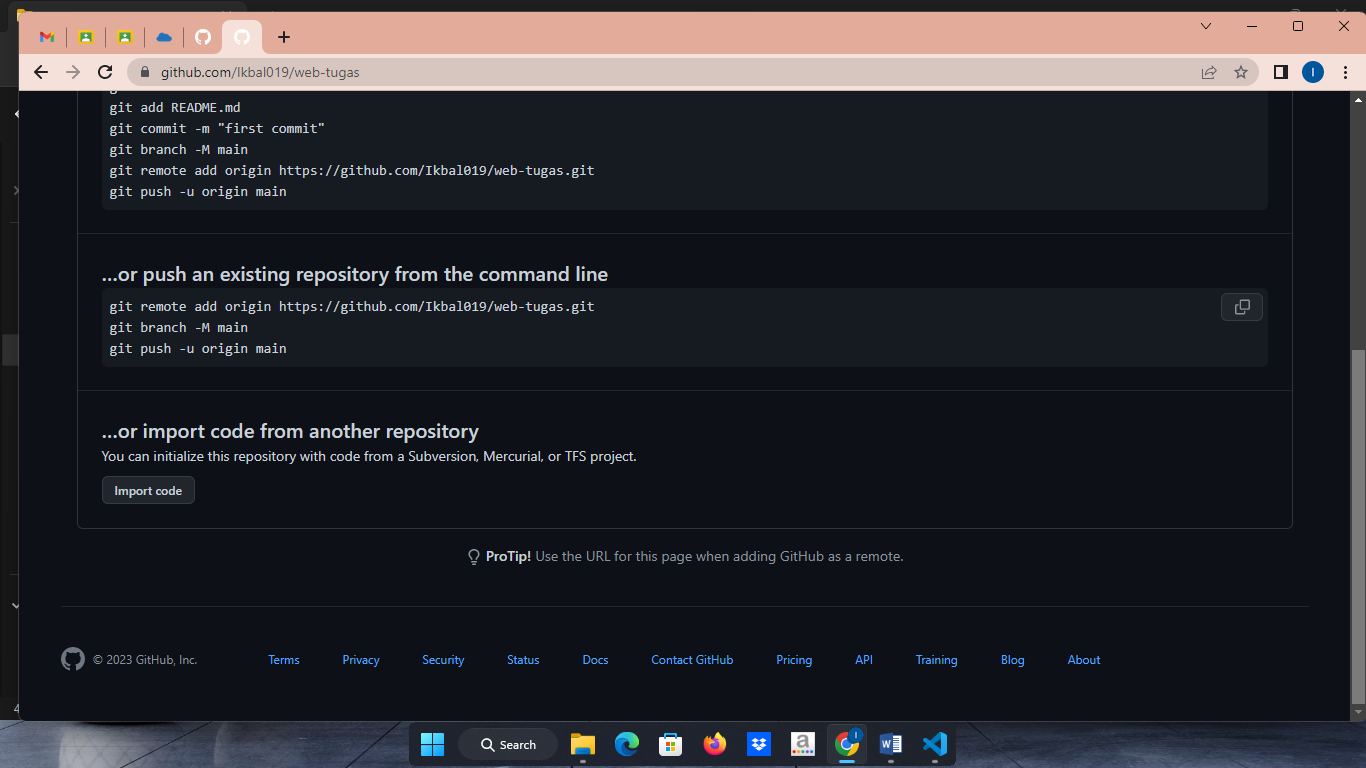 github.com/Ikbal019/web-tugas
I
git add README.md
git commit -m "first commit"
git branch -M main
git remote add origin https://github.com/Ikbal019/web-tugas.git
git push -u origin main
...or push an existing repository from the command line
git remote add origin https://github.com/Ikbal019/web-tugas.git
git branch -M main
git push -u origin main
...or import code from another repository
You can initialize this repository with code from a Subversion, Mercurial, or TFS project.
Import code
ProTip! Use the URL for this page when adding GitHub as a remote.
© 2023 GitHub, Inc. Terms Privacy Security Status Docs Contact GitHub Pricing API Training Blog About
Search